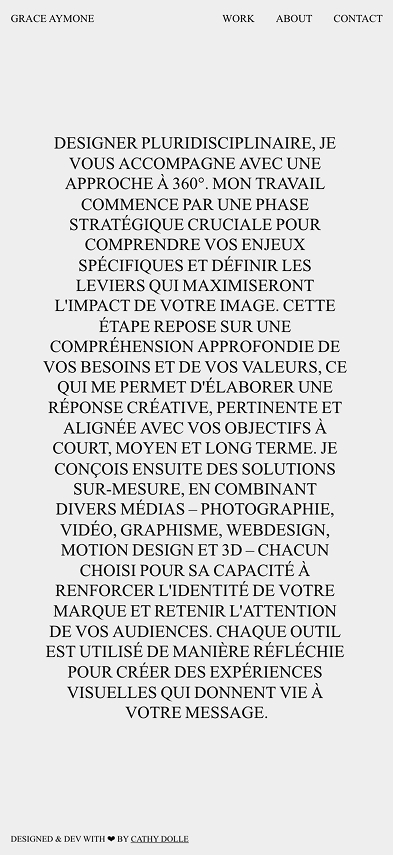 GRACE AYMONE
WORK ABOUT CONTACT
DESIGNER PLURIDISCIPLINAIRE, JE
VOUS ACCOMPAGNE AVEC UNE
APPROCHE À 360°. MON TRAVAIL
COMMENCE PAR UNE PHASE
STRATÉGIQUE CRUCIALE POUR
COMPRENDRE VOS ENJEUX
SPÉCIFIQUES ET DÉFINIR LES
LEVIERS QUI MAXIMISERONT
L'IMPACT DE VOTRE IMAGE. CETTE
ÉTAPE REPOSE SUR UNE
COMPRÉHENSION APPROFONDIE DE
VOS BESOINS ET DE VOS VALEURS, CE
QUI ME PERMET D'ÉLABORER UNE
RÉPONSE CRÉATIVE, PERTINENTE ET
ALIGNÉE AVEC VOS OBJECTIFS À
COURT, MOYEN ET LONG TERME. JE
CONÇOIS ENSUITE DES SOLUTIONS
SUR-MESURE, EN COMBINANT
DIVERS MÉDIAS – PHOTOGRAPHIE,
VIDÉO, GRAPHISME, WEBDESIGN,
MOTION DESIGN ET 3D – CHACUN
CHOISI POUR SA CAPACITÉ À
RENFORCER L'IDENTITÉ DE VOTRE
MARQUE ET RETENIR L'ATTENTION
DE VOS AUDIENCES. CHAQUE OUTIL
EST UTILISÉ DE MANIÈRE RÉFLÉCHIE
POUR CRÉER DES EXPÉRIENCES
VISUELLES QUI DONNENT VIE À
VOTRE MESSAGE.
DESIGNED & DEV WITH ❤ BY CATHY DOLLE